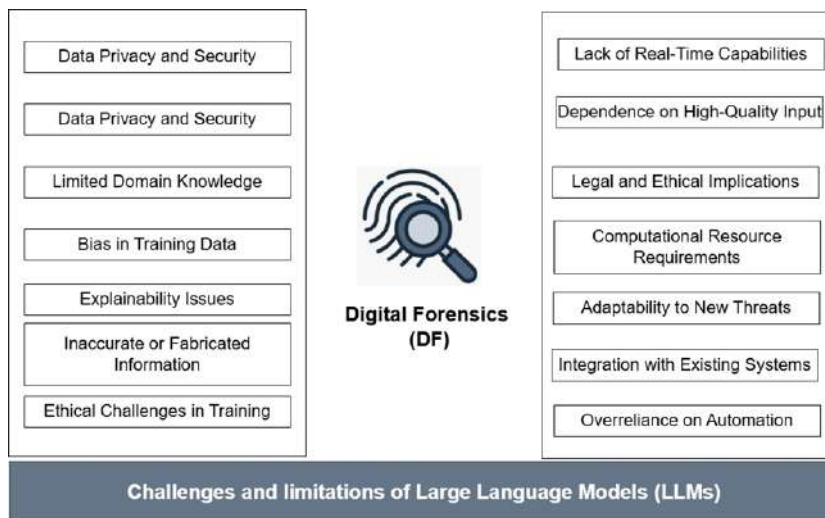 Data Privacy and Security
Data Privacy and Security
Limited Domain Knowledge
Bias in Training Data
Explainability Issues
Inaccurate or Fabricated
Information
Ethical Challenges in Training
Digital Forensics
(DF)
Lack of Real-Time Capabilities
Dependence on High-Quality Input
Legal and Ethical Implications
Computational Resource
Requirements
Adaptability to New Threats
Integration with Existing Systems
Overreliance on Automation
Challenges and limitations of Large Language Models (LLMs)